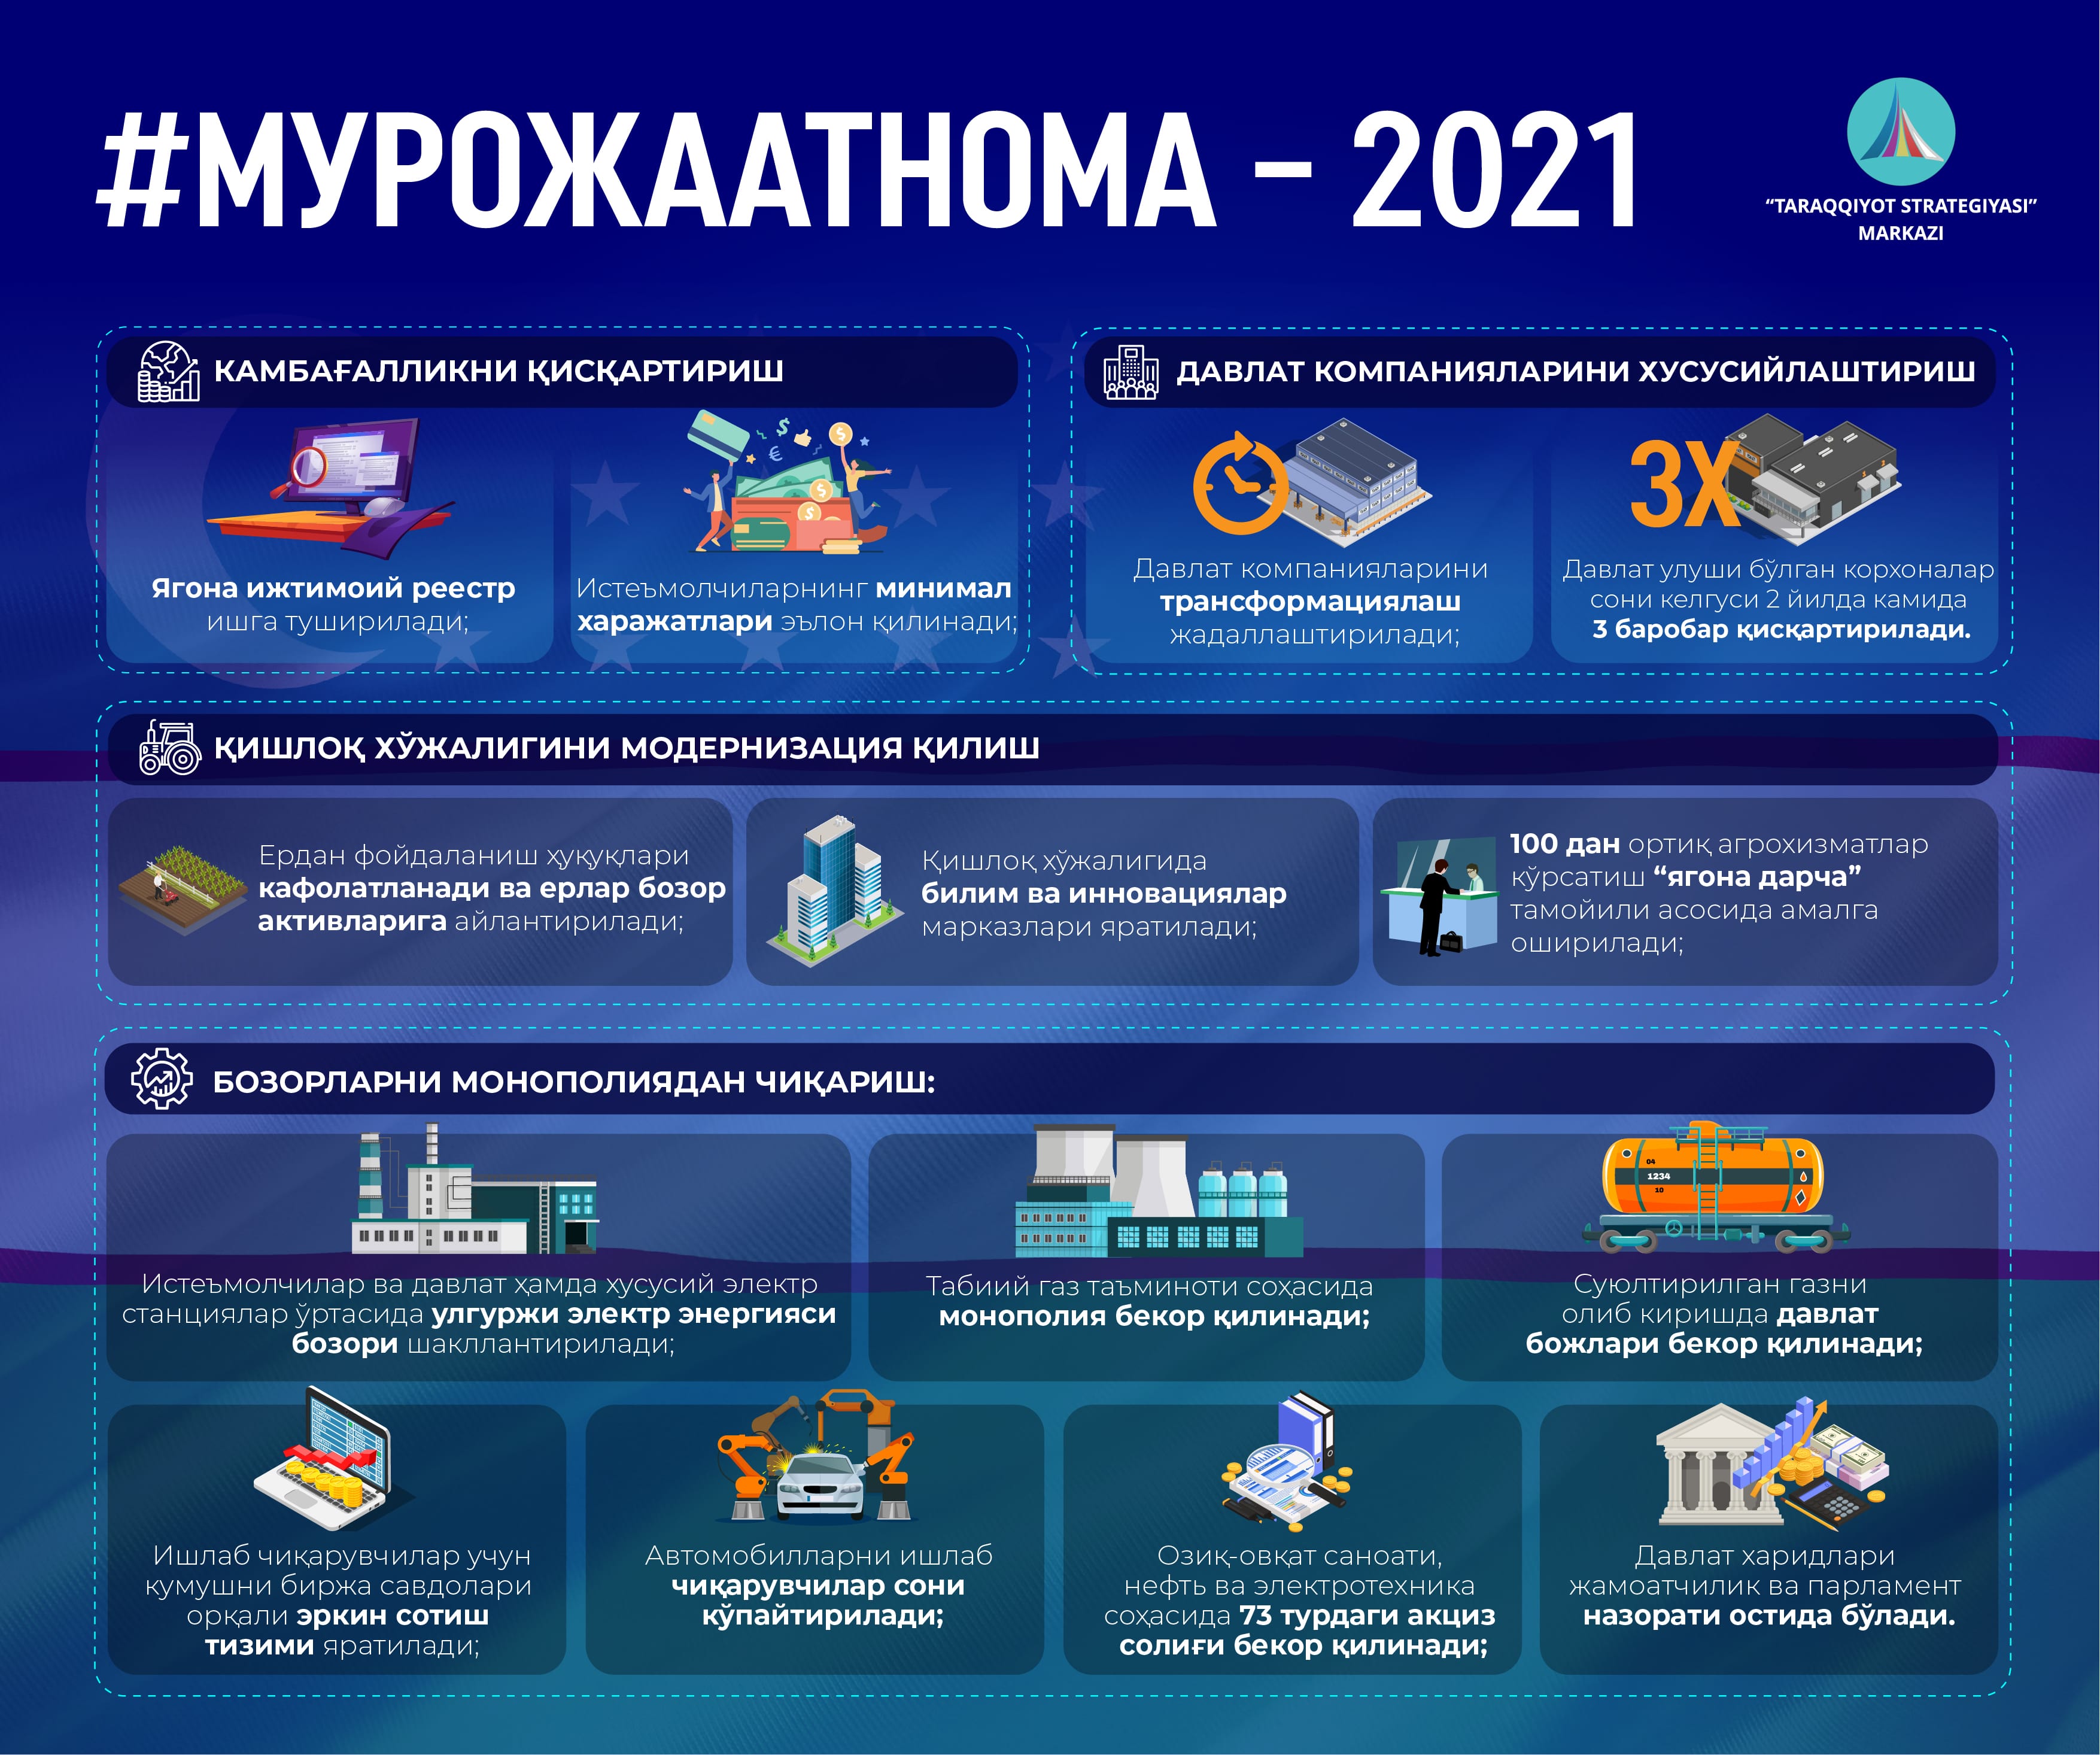 #МУРОЖААТНОМА – 2021
“TARAQQIYOT STRATEGIYASI”
MARKAZI
КАМБАҒАЛЛИКНИ ҚИСҚАРТИРИШ
Ягона ижтимоий реестр
ишга туширилади;
Истеъмолчиларнинг минимал
харажатлари эълон қилинади;
ДАВЛАТ КОМПАНИЯЛАРИНИ ХУСУСИЙЛАШТИРИШ
Давлат компанияларини
трансформациялаш
жадаллаштирилади;
3X
Давлат улуши бўлган корхоналар
сони келгуси 2 йилда камида
3 баробар қисқартирилади.
ҚИШЛОҚ ХЎЖАЛИГИНИ МОДЕРНИЗАЦИЯ ҚИЛИШ
Ердан фойдаланиш ҳуқуқлари
кафолатланади ва ерлар бозор
активларига айлантирилади;
Қишлоқ хўжалигида
билим ва инновациялар
марказлари яратилади;
100 дан ортиқ агрохизматлар
кўрсатиш “ягона дарча”
тамойили асосида амалга
оширилади;
БОЗОРЛАРНИ МОНОПОЛИЯДАН ЧИҚАРИШ:
Истеъмолчилар ва давлат ҳамда хусусий электр
станциялар ўртасида улгуржи электр энергияси
бозори шакллантирилади;
Табиий газ таъминоти соҳасида
монополия бекор қилинади;
04
1234
10
Суюлтирилган газни
олиб киришда давлат
божлари бекор қилинади;
Ишлаб чиқарувчилар учун
кумушни биржа савдолари
орқали эркин сотиш
тизими яратилади;
Автомобилларни ишлаб
чиқарувчилар сони
кўпайтирилади;
Озиқ-овқат саноати,
нефть ва электротехника
соҳасида 73 турдаги акциз
солиғи бекор қилинади;
Давлат харидлари
жамоатчилик ва парламент
назорати остида бўлади.